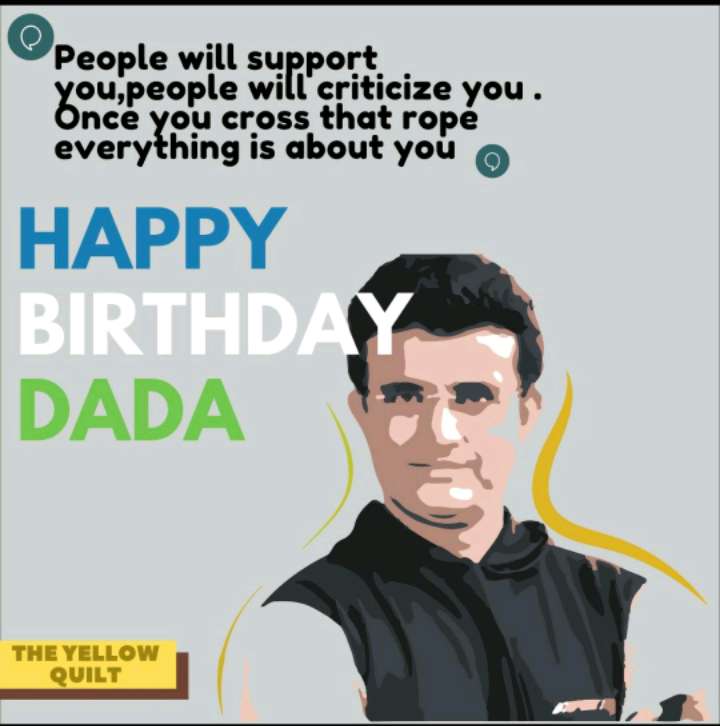 People will support
you,people will criticize you .
Once you cross that rope
everything is about you
HAPPY
BIRTHDAY
DADA
THE YELLOW
QUILT